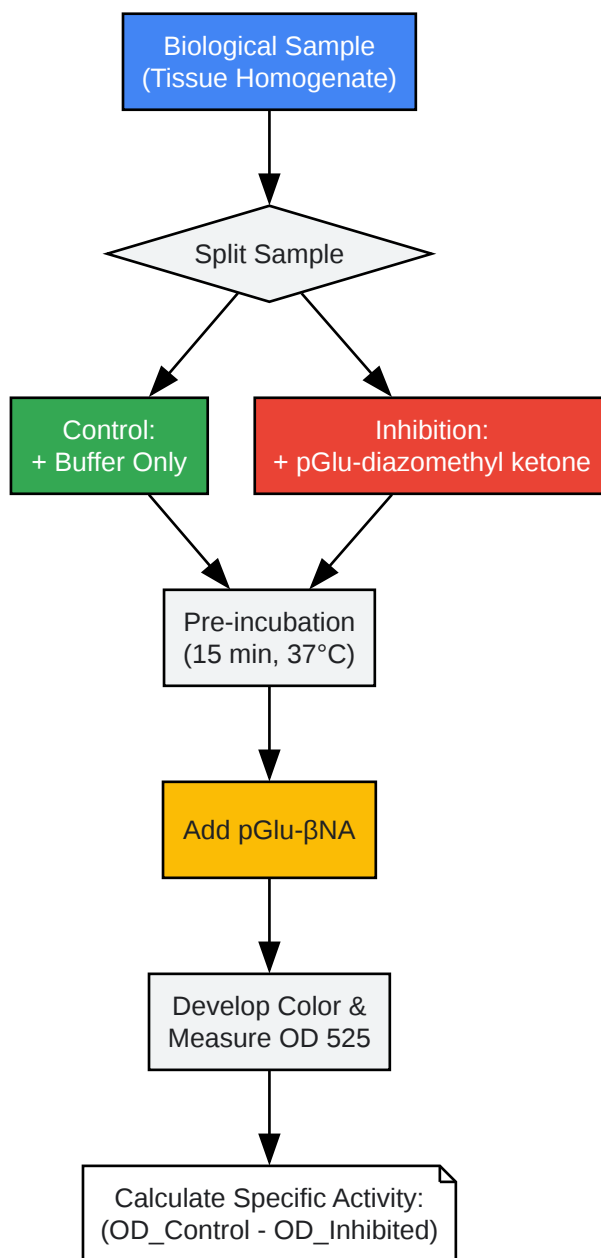 Biological Sample
(Tissue Homogenate)
Split Sample
Control:
+ Buffer Only
Inhibition:
+ pGlu-diazomethyl ketone
Pre-incubation
(15 min, 37°C)
Add pGlu-βNA
Develop Color &
Measure OD 525
Calculate Specific Activity:
(OD_Control - OD_Inhibited)